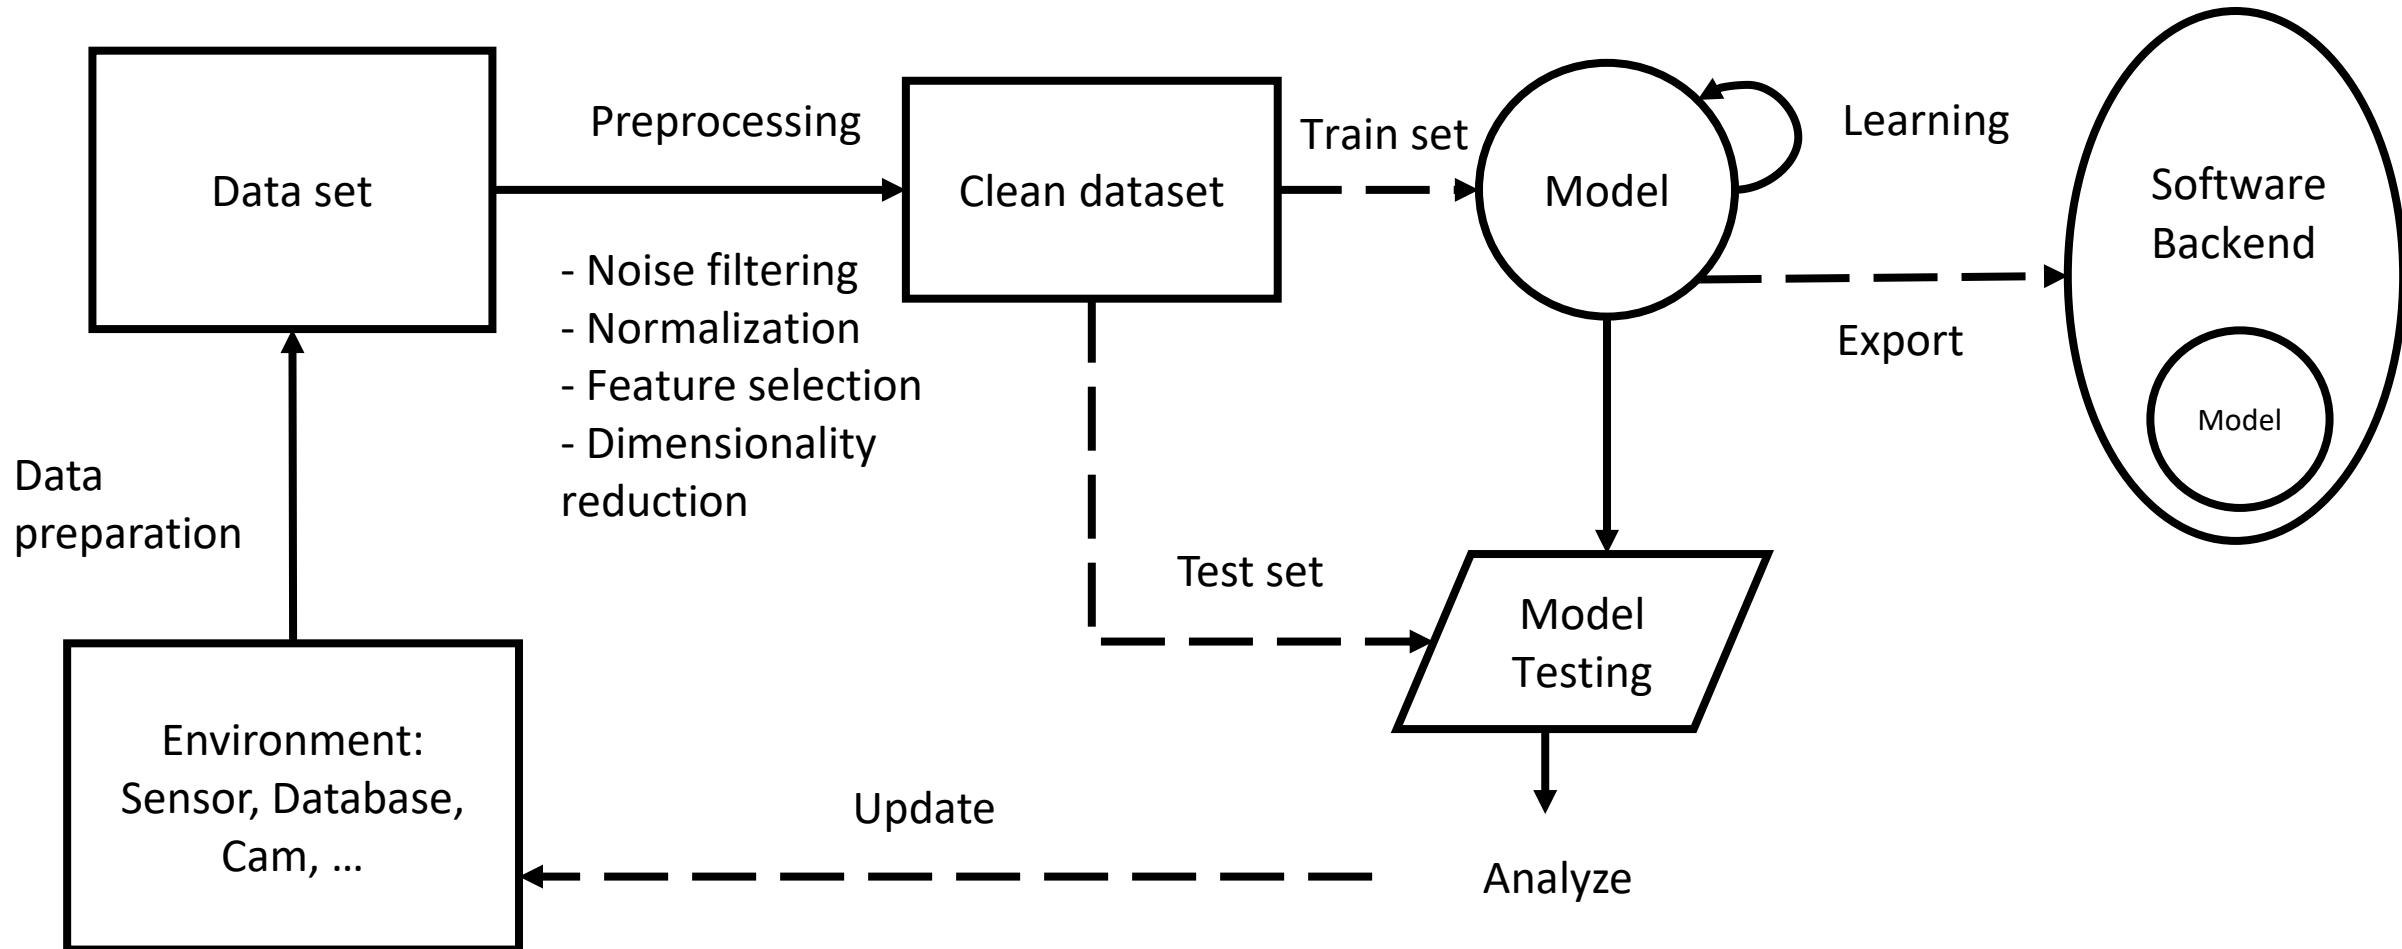 Data set
Preprocessing
- Noise filtering
- Normalization
- Feature selection
- Dimensionality
reduction
Clean dataset
Train set
Model
Learning
Export
Software
Backend
Model
Data
preparation
Test set
Model
Testing
Environment:
Sensor, Database,
Cam, ...
Update
Analyze